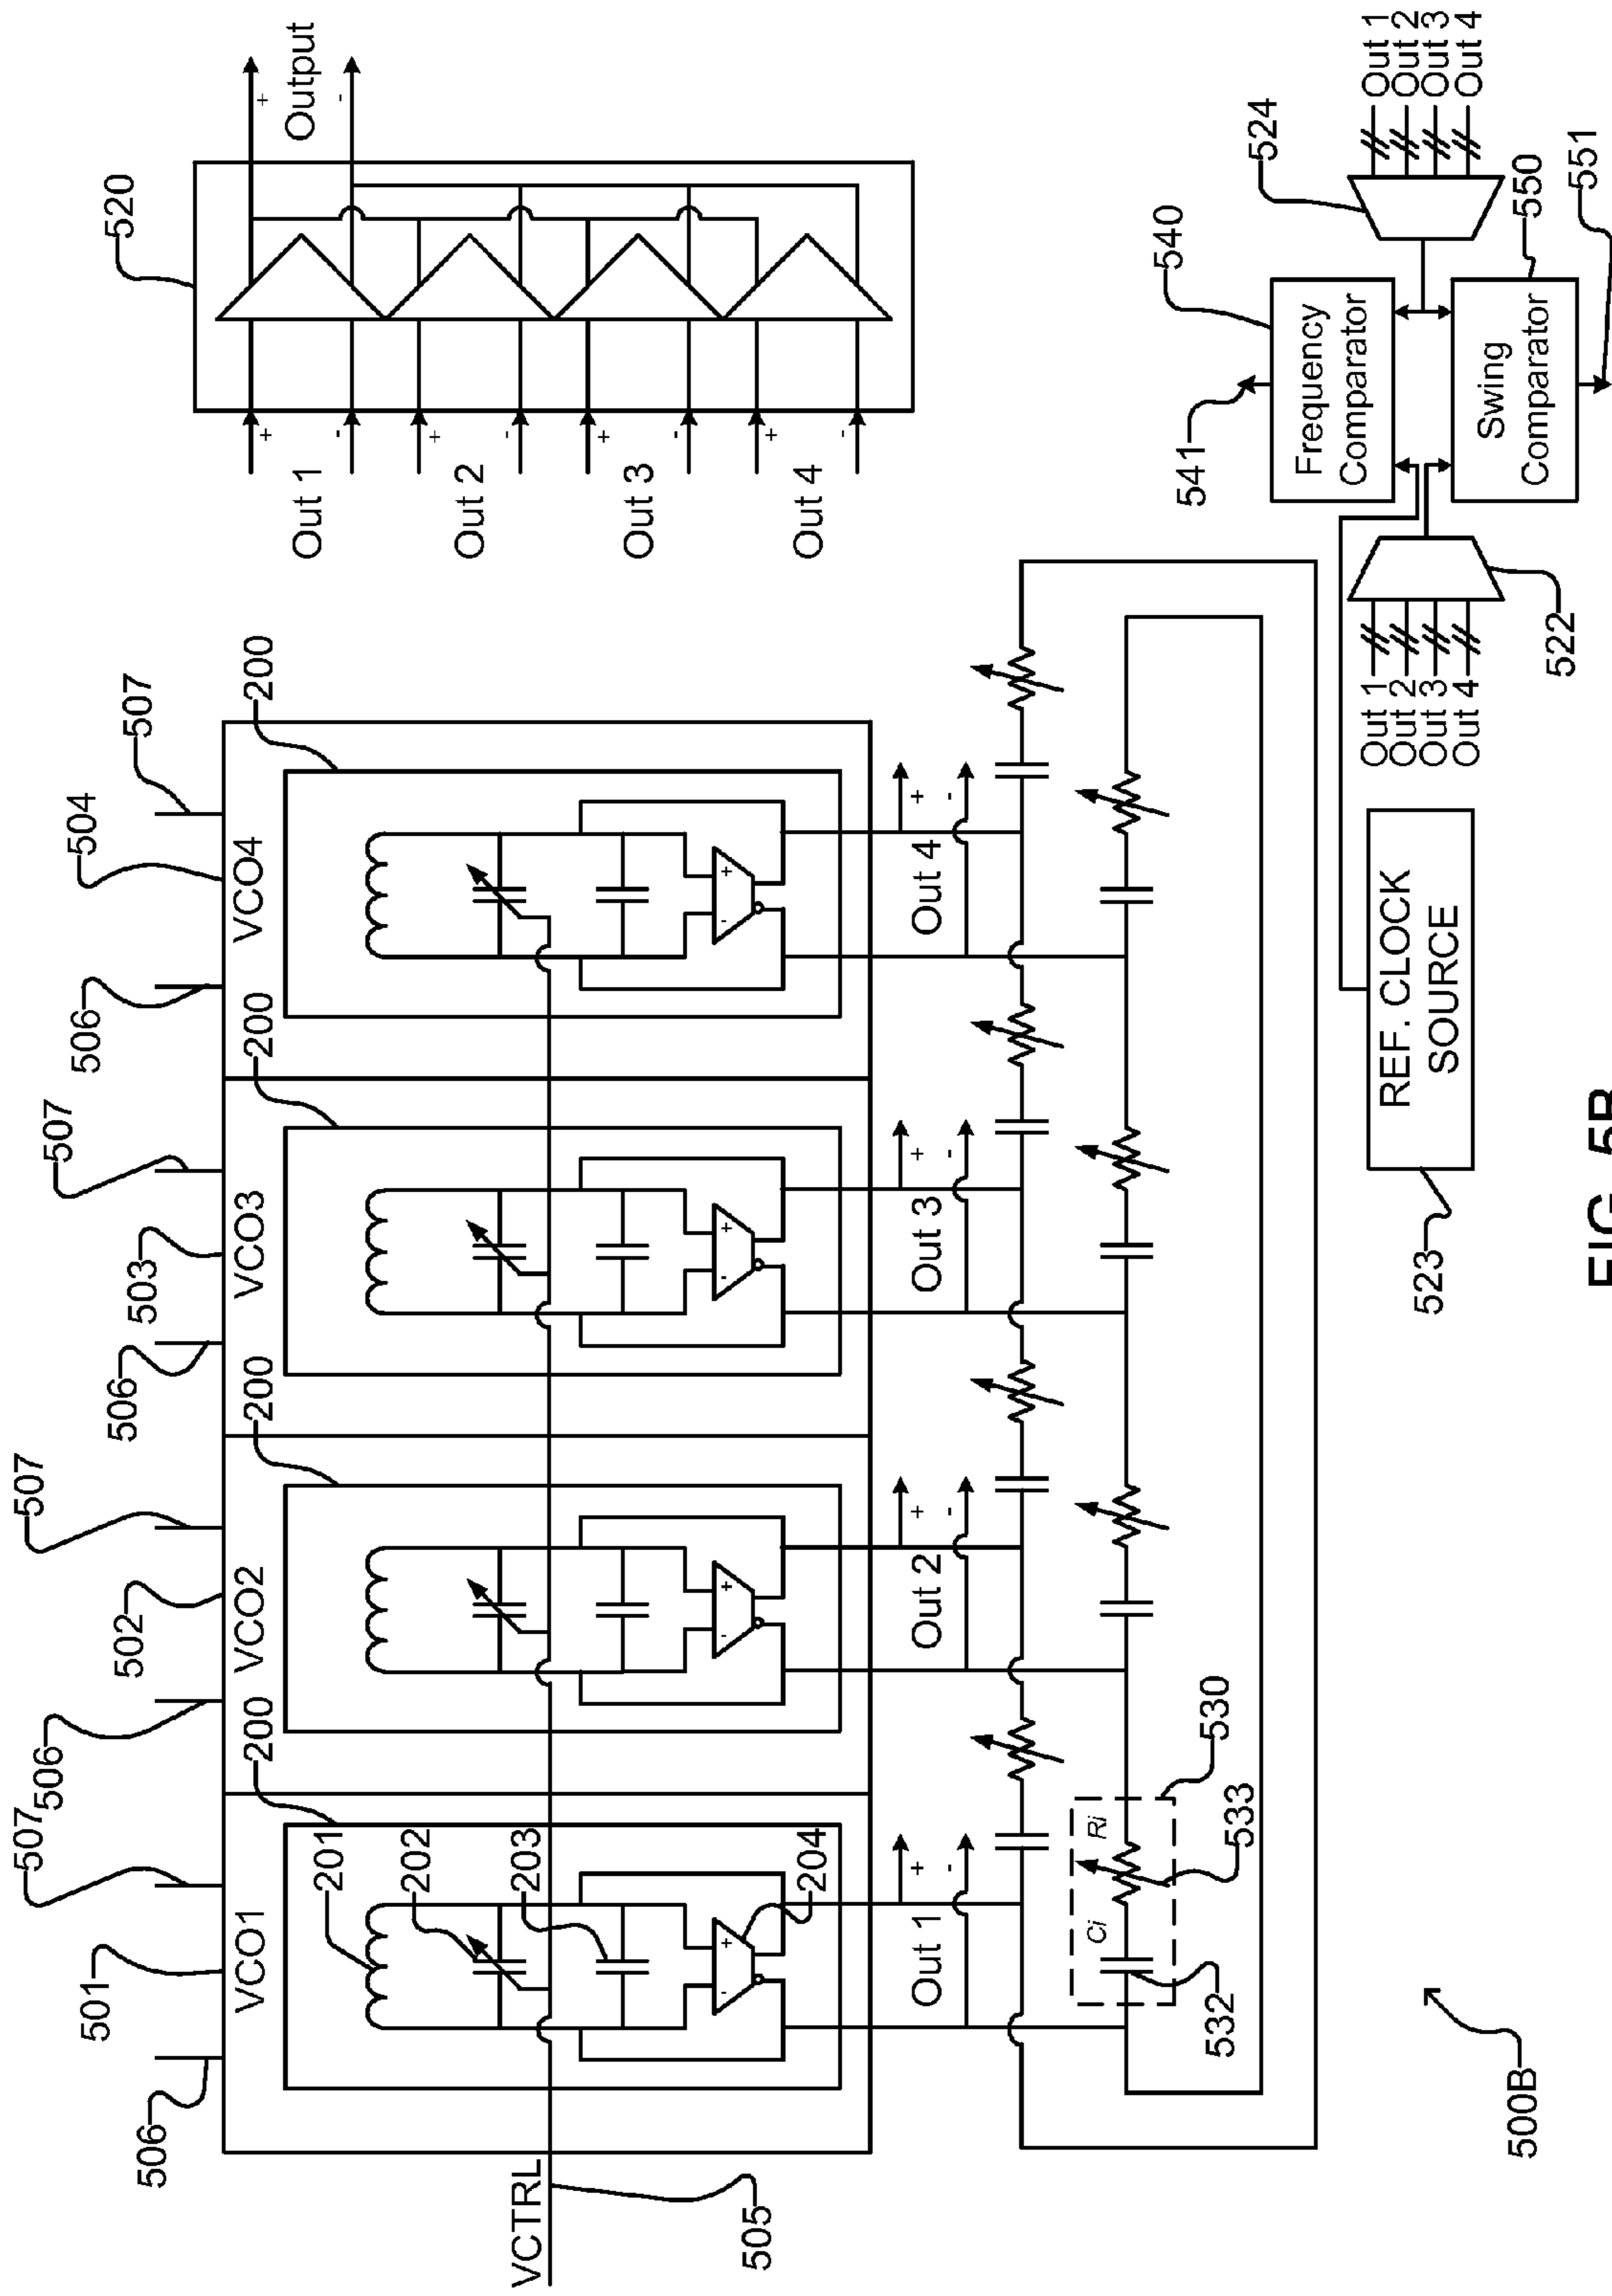 507
504
507
507
507
503
502
501
506
506
506
506
VCO1
VCO2
VCO3
VCO4
200
200
200
200
201
202
203
204
+
-
+
-
+
-
+
-
VCTRL
505
Out 1
+
-
Out 2
+
-
Out 3
+
-
Out 4
+
-
Ci
Ri
530
532
533
520
Out 1
+
-
Out 2
+
-
Out 3
+
-
Out 4
+
-
+
Output
-
541
540
Frequency
Comparator
524
Out 1
Out 2
Out 3
Out 4
Out 1
Out 2
Out 3
Out 4
522
Swing
Comparator
550
551
REF. CLOCK
SOURCE
523
500B
FIG. 5B